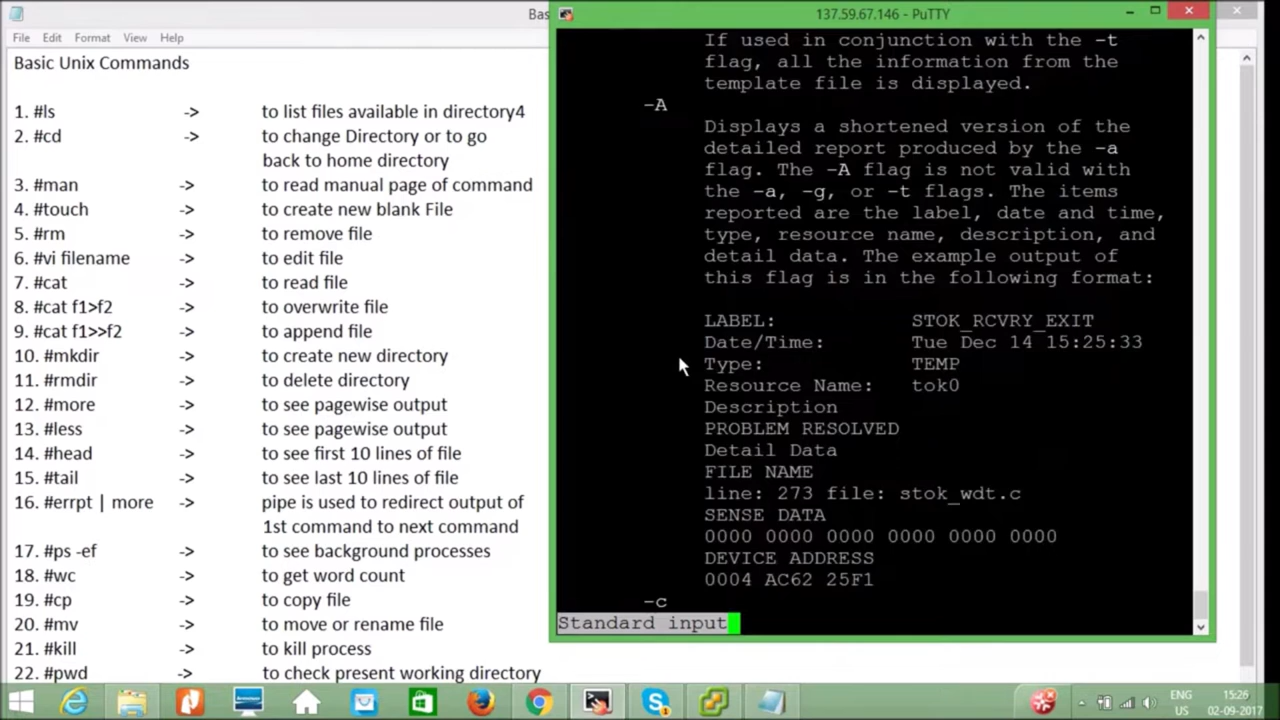 Bas
137.59.67.146 - PuTTY
File Edit Format View Help
Basic Unix Commands
1. #ls -> to list files available in directory4
2. #cd -> to change Directory or to go
back to home directory
3. #man -> to read manual page of command
4. #touch -> to create new blank File
5. #rm -> to remove file
6. #vi filename -> to edit file
7. #cat -> to read file
8. #cat f1>f2 -> to overwrite file
9. #cat f1>>f2 -> to append file
10. #mkdir -> to create new directory
11. #rmdir -> to delete directory
12. #more -> to see pagewise output
13. #less -> to see pagewise output
14. #head -> to see first 10 lines of file
15. #tail -> to see last 10 lines of file
16. #errpt | more -> pipe is used to redirect output of
1st command to next command
17. #ps -ef -> to see background processes
18. #wc -> to get word count
19. #cp -> to copy file
20. #mv -> to move or rename file
21. #kill -> to kill process
22. #pwd -> to check present working directory
If used in conjunction with the -t
flag, all the information from the
template file is displayed.
-A
Displays a shortened version of the
detailed report produced by the -a
flag. The -A flag is not valid with
the -a, -g, or -t flags. The items
reported are the label, date and time,
type, resource name, description, and
detail data. The example output of
this flag is in the following format:
LABEL: STOK_RCVRY_EXIT
Date/Time: Tue Dec 14 15:25:33
Type: TEMP
Resource Name: tok0
Description
PROBLEM RESOLVED
Detail Data
FILE NAME
line: 273 file: stok_wdt.c
SENSE DATA
0000 0000 0000 0000 0000 0000
DEVICE ADDRESS
0004 AC62 25F1
-c
Standard input
ENG
US
15:26
02-09-2017